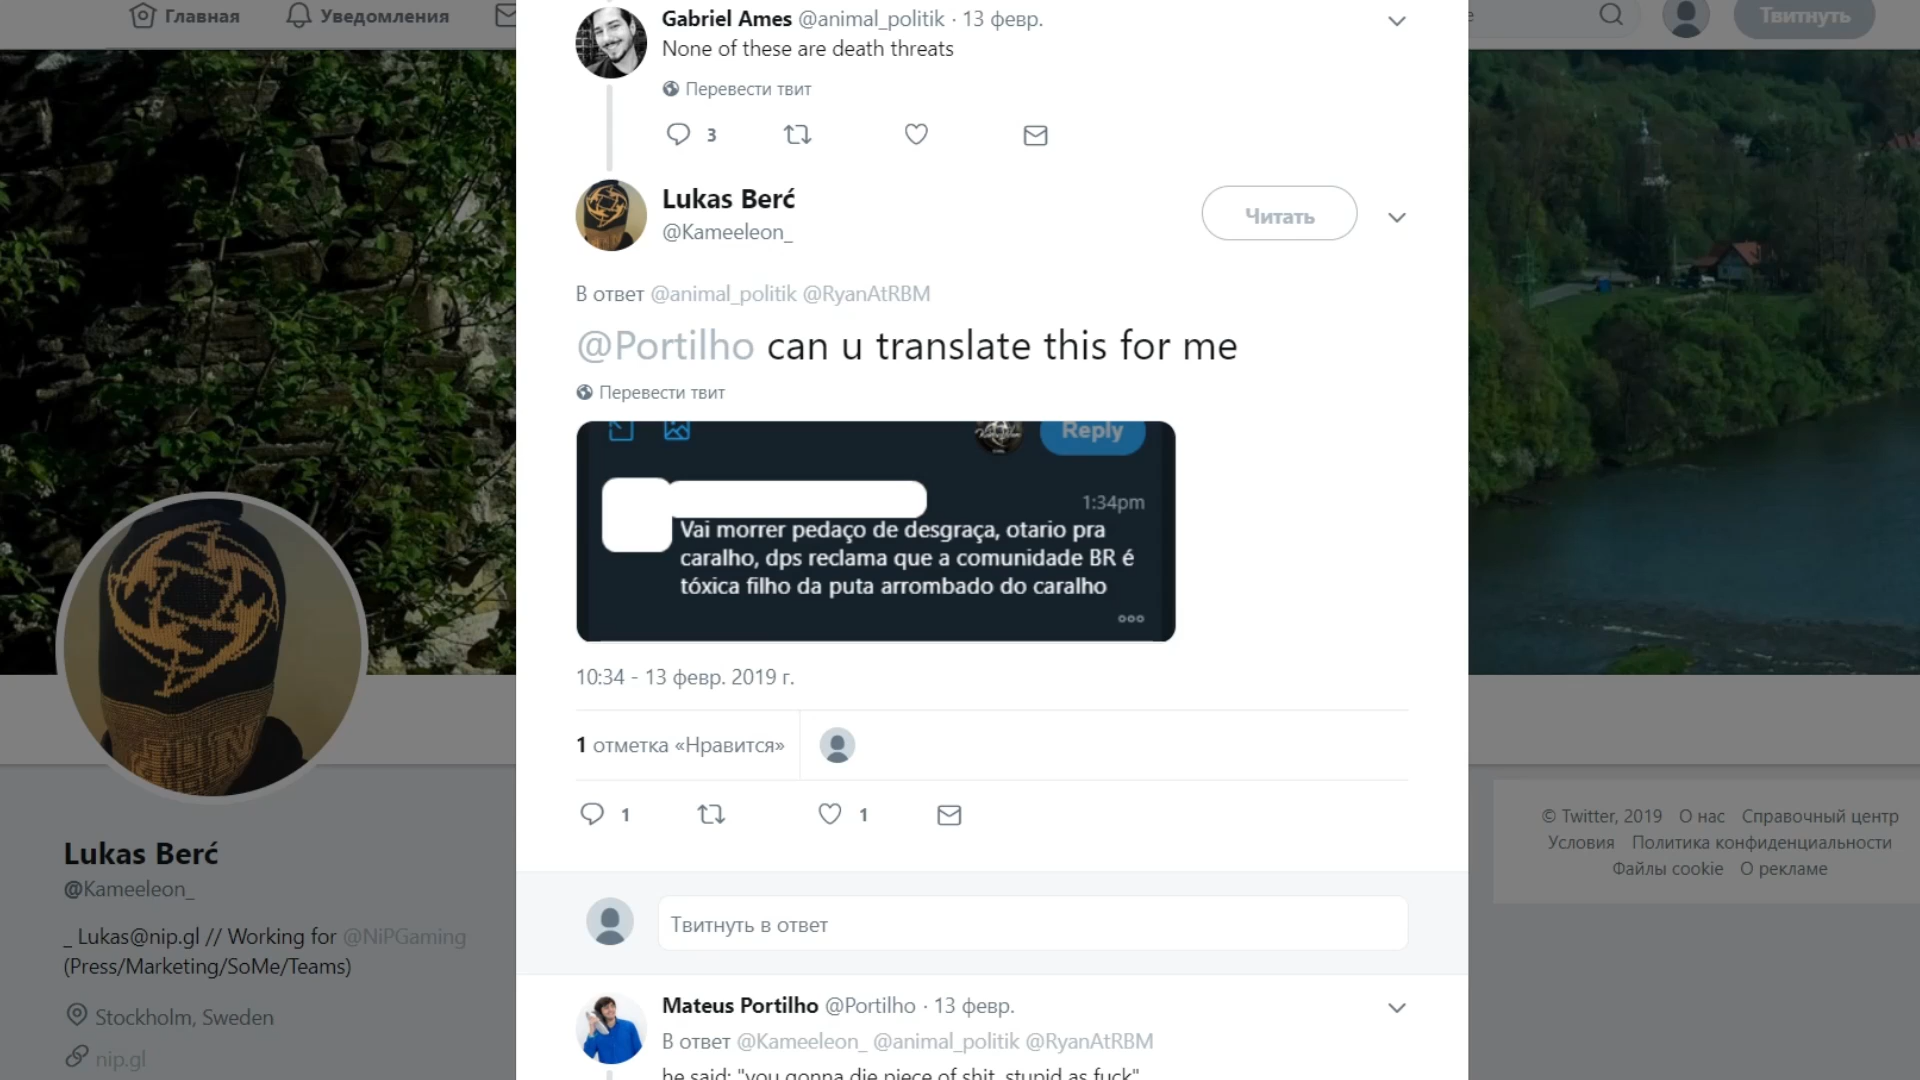 Главная
Уведомления
Твитнуть
Gabriel Ames @animal_politik · 13 февр.
None of these are death threats
Перевести твит
3
Lukas Berć
@Kameeleon_
Читать
В ответ @animal_politik @RyanAtRBM
@Portilho can u translate this for me
Перевести твит
Reply
1:34pm
Vai morrer pedaço de desgraça, otario pra
caralho, dps reclama que a comunidade BR é
tóxica filho da puta arrombado do caralho
10:34 - 13 февр. 2019 г.
1 отметка «Нравится»
1
1
Твитнуть в ответ
Mateus Portilho @Portilho · 13 февр.
В ответ @Kameeleon_ @animal_politik @RyanAtRBM
he said: "you gonna die piece of shit, stupid as fuck"
Lukas Berć
@Kameeleon_
_ Lukas@nip.gl // Working for @NiPGaming
(Press/Marketing/SoMe/Teams)
Stockholm, Sweden
nip.gl
© Twitter, 2019 О нас Справочный центр
Условия Политика конфиденциальности
Файлы cookie О рекламе